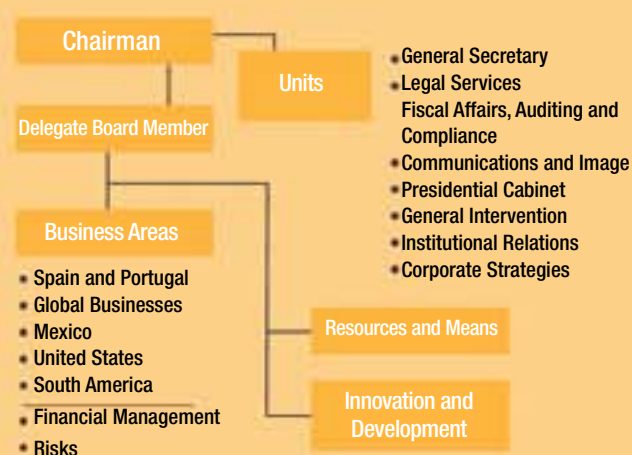 Chairman
Units
• General Secretary
• Legal Services
Fiscal Affairs, Auditing and
Compliance
• Communications and Image
• Presidential Cabinet
• General Intervention
• Institutional Relations
• Corporate Strategies
Delegate Board Member
Business Areas
• Spain and Portugal
• Global Businesses
• Mexico
• United States
• South America
• Financial Management
• Risks
Resources and Means
Innovation and
Development